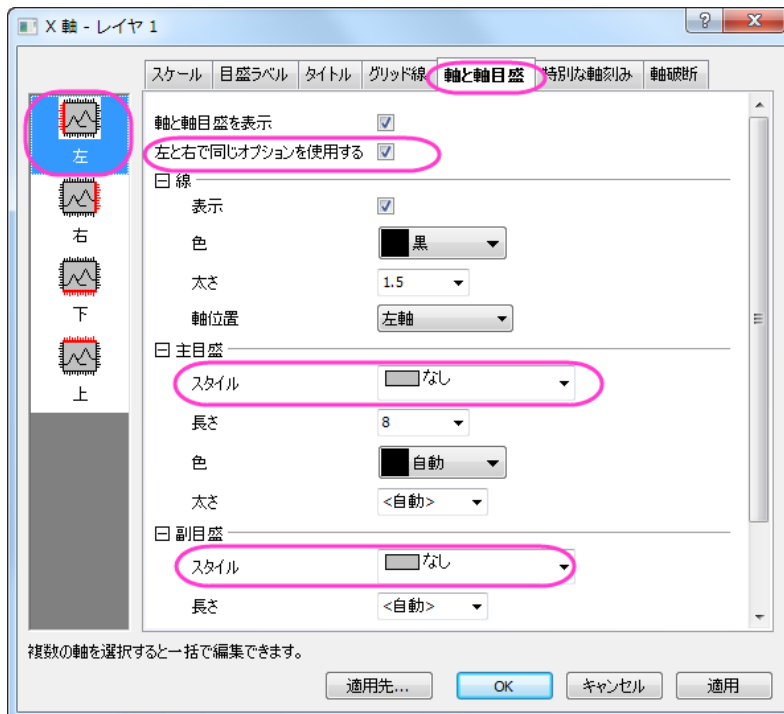 X 軸 - レイヤ 1
スケール 目盛ラベル タイトル グリッド線 軸と軸目盛 特別な軸刻み 軸破断
左
右
下
上
軸と軸目盛を表示
左と右で同じオプションを使用する
線
表示
色 黒
太さ 1.5
軸位置 左軸
主目盛
スタイル なし
長さ 8
色 自動
太さ <自動>
副目盛
スタイル なし
長さ <自動>
複数の軸を選択すると一括で編集できます。
適用先... OK キャンセル 適用